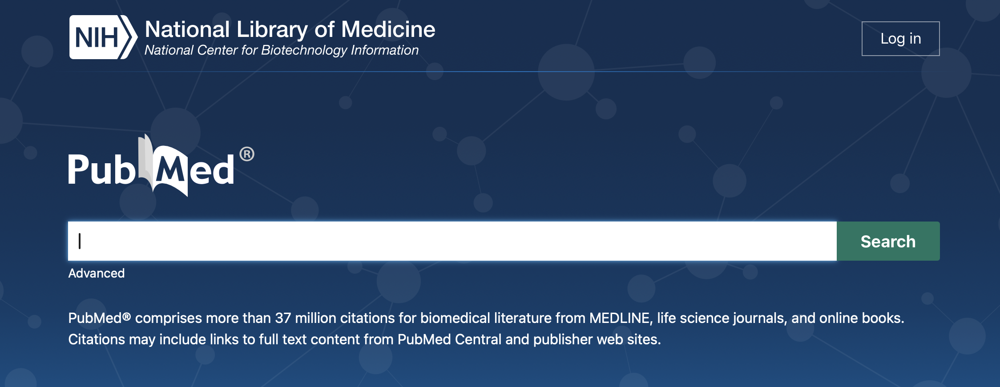 NIH National Library of Medicine
National Center for Biotechnology Information
Log in
PubMed®
Search
Advanced
PubMed® comprises more than 37 million citations for biomedical literature from MEDLINE, life science journals, and online books.
Citations may include links to full text content from PubMed Central and publisher web sites.